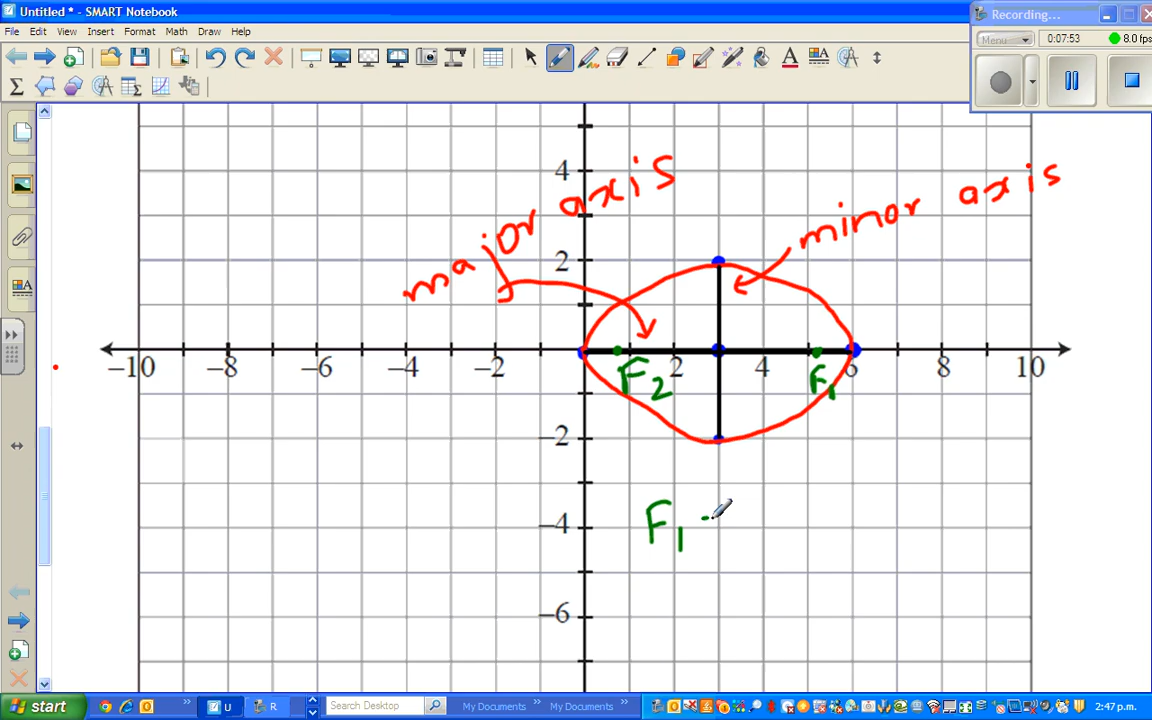 Untitled * - SMART Notebook
Recording...
File Edit View Insert Format Math Draw Help
Menu 0:07:53 8.0 fps
major axis
minor axis
4
2
-10 -8 -6 -4 -2 2 4 6 8 10
F2 F1
-2
-4
F1 -
-6
start U R Search Desktop My Documents » My Documents » 2:47 p.m.